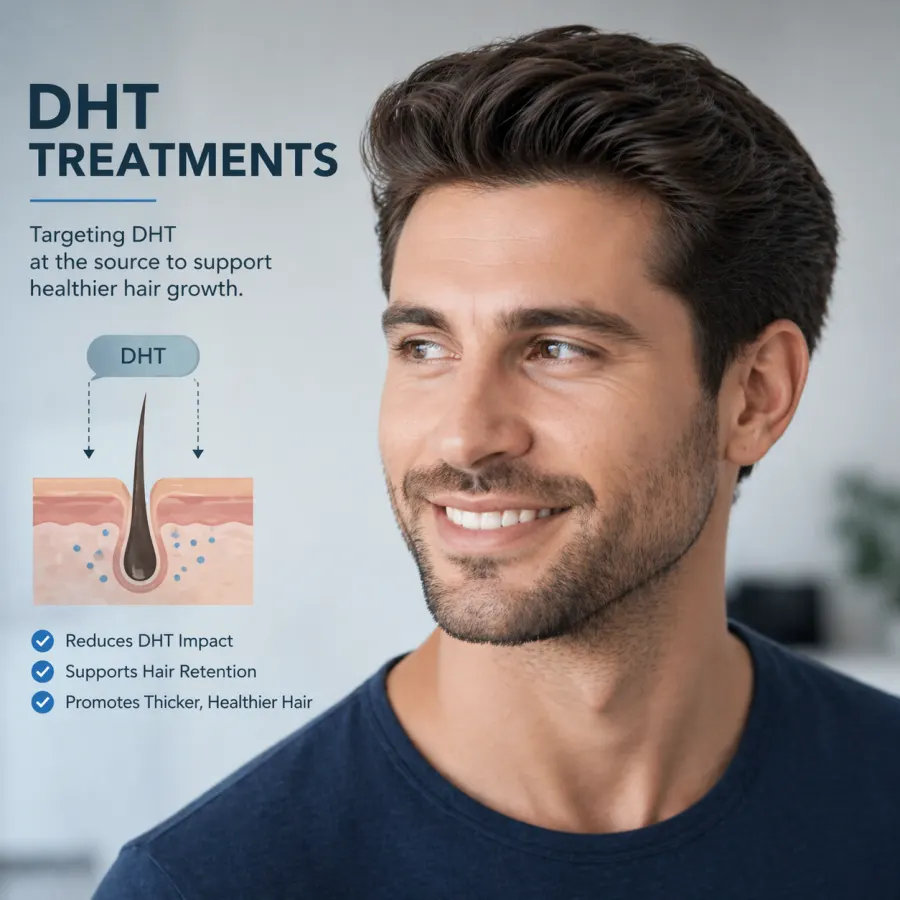 DHT
TREATMENTS
Targeting DHT
at the source to support
healthier hair growth.
DHT
Reduces DHT Impact
Supports Hair Retention
Promotes Thicker, Healthier Hair